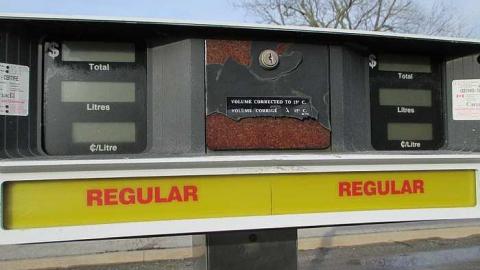 $
Total
Litres
¢/Litre
VOLUME CORRECTED TO 15° C.
VOLUME CORRIGÉ À 15° C.
$
Total
Litres
¢/Litre
REGULAR
REGULAR